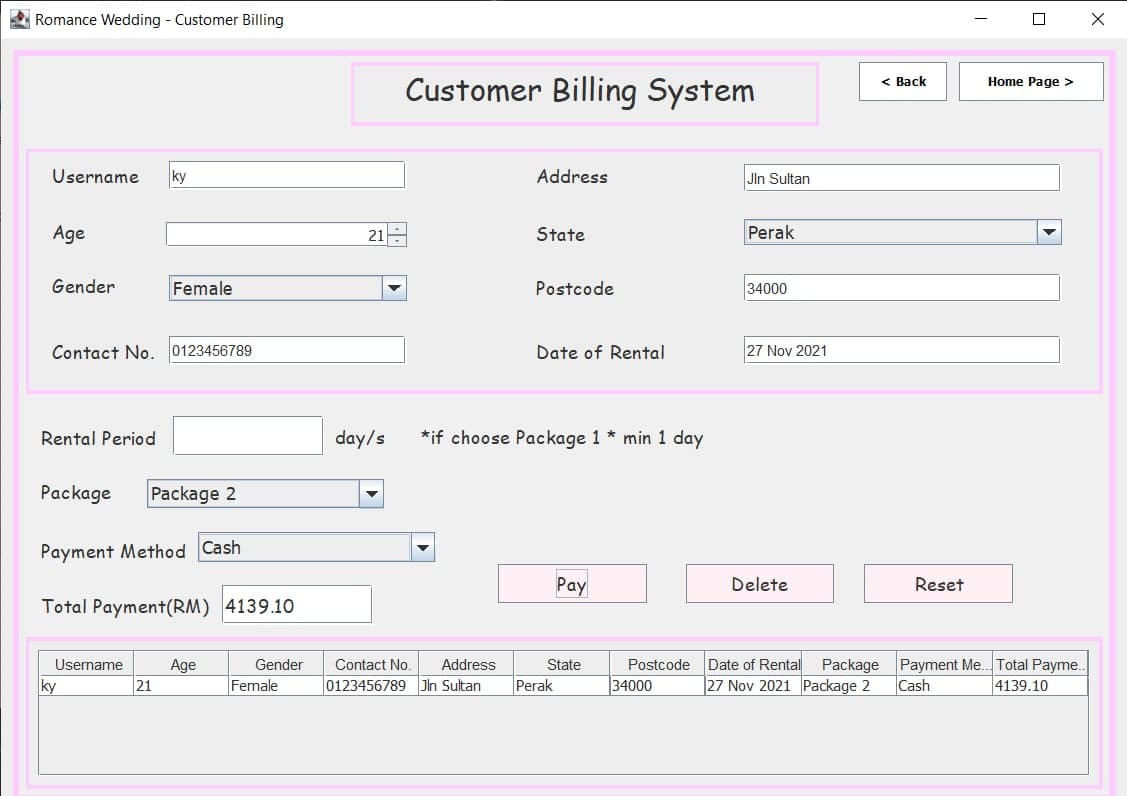 Romance Wedding - Customer Billing
Customer Billing System
< Back
Home Page >
Username
ky
Address
Jln Sultan
Age
21
State
Perak
Gender
Female
Postcode
34000
Contact No.
0123456789
Date of Rental
27 Nov 2021
Rental Period
day/s
*if choose Package 1 * min 1 day
Package
Package 2
Payment Method
Cash
Total Payment(RM)
4139.10
Pay
Delete
Reset
Username Age Gender Contact No. Address State Postcode Date of Rental Package Payment Me... Total Payme...
ky 21 Female 0123456789 Jln Sultan Perak 34000 27 Nov 2021 Package 2 Cash 4139.10